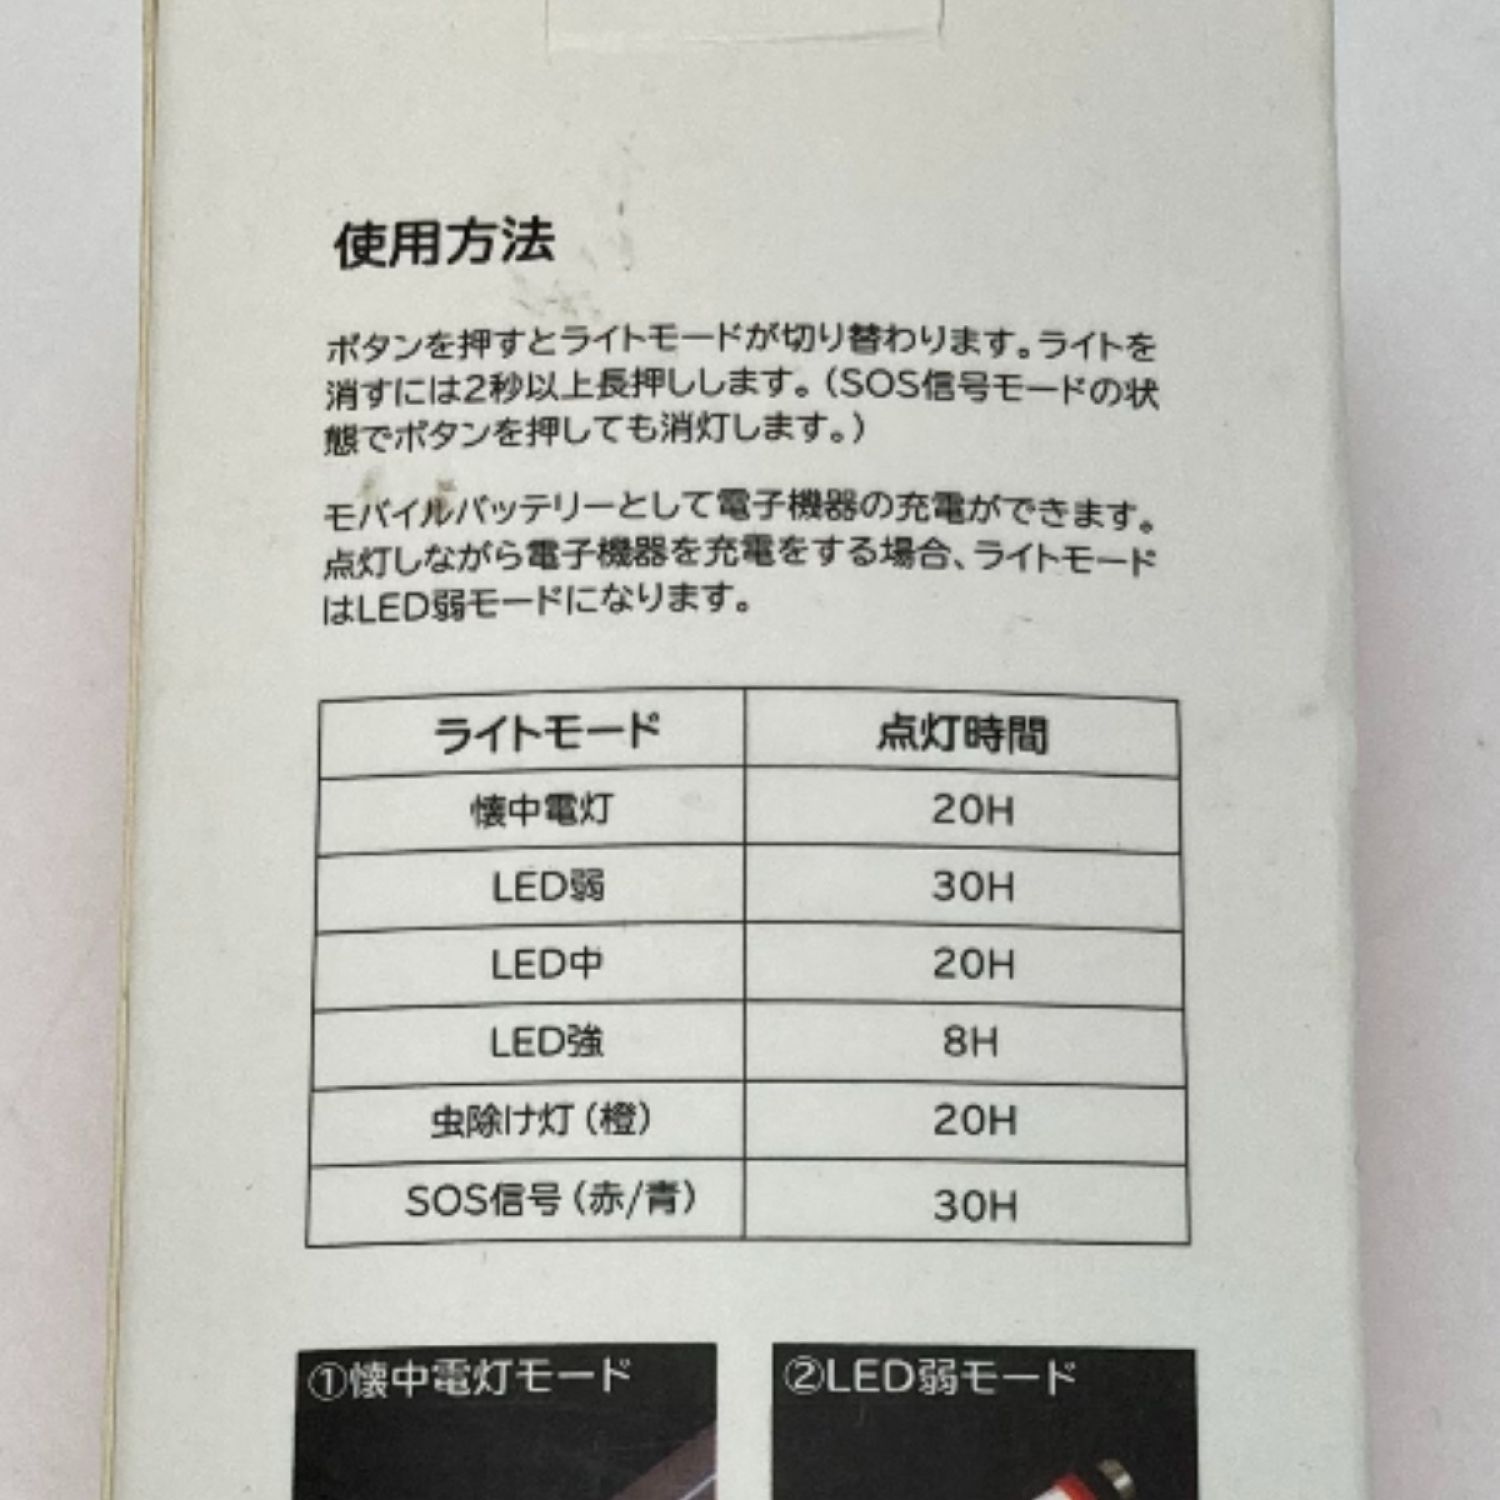 使用方法
ボタンを押すとライトモードが切り替わります。ライトを
消すには2秒以上長押しします。（SOS信号モードの状
態でボタンを押しても消灯します。）
モバイルバッテリーとして電子機器の充電ができます。
点灯しながら電子機器を充電をする場合、ライトモード
はLED弱モードになります。
ライトモード 点灯時間
懐中電灯 20H
LED弱 30H
LED中 20H
LED強 8H
虫除け灯（橙） 20H
SOS信号（赤/青） 30H
①懐中電灯モード ②LED弱モード